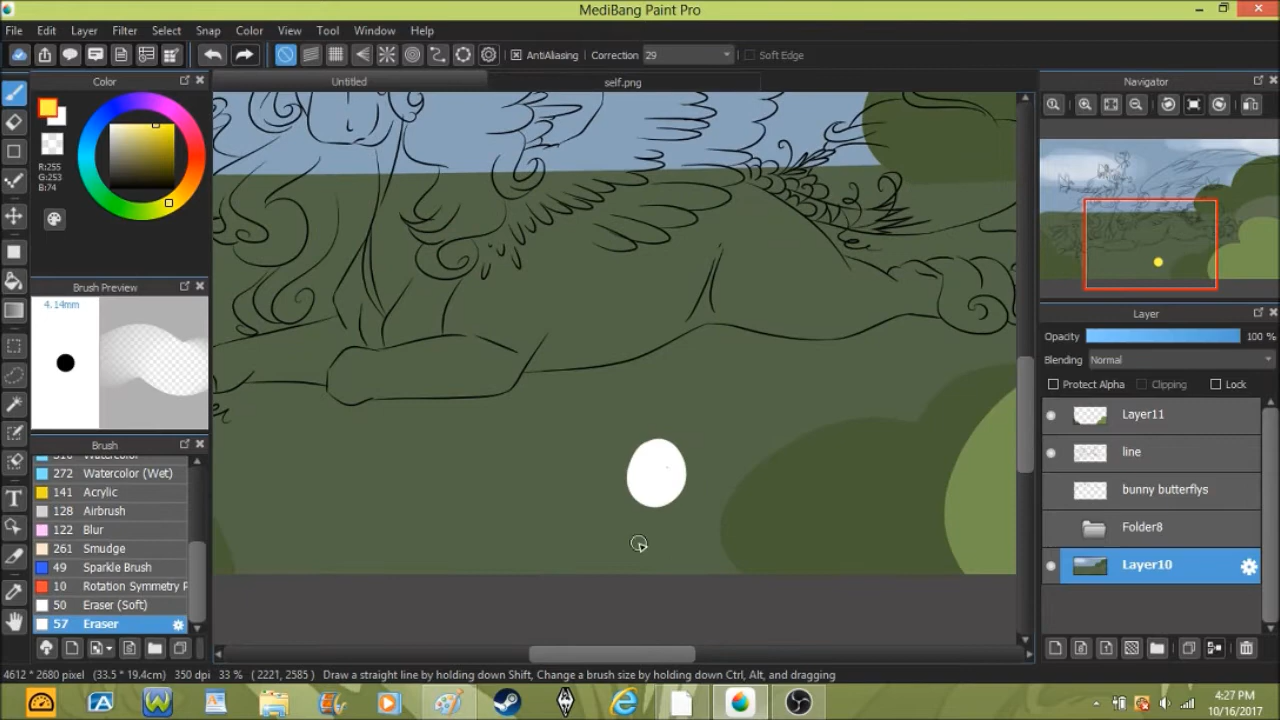 MediBang Paint Pro
File Edit Layer Filter Select Snap Color View Tool Window Help
AntiAliasing Correction 29 Soft Edge
Color Untitled self.png Navigator
R:255
G:253
B:74
Brush Preview
4.14mm
Layer
Opacity 100 %
Blending Normal
Protect Alpha Clipping Lock
Layer11
line
bunny butterflys
Folder8
Layer10
Brush
272 Watercolor (Wet)
141 Acrylic
128 Airbrush
122 Blur
261 Smudge
49 Sparkle Brush
10 Rotation Symmetry P
50 Eraser (Soft)
57 Eraser
4612 * 2680 pixel (33.5 * 19.4cm) 350 dpi 33 % (2221, 2585) Draw a straight line by holding down Shift, Change a brush size by holding down Ctrl, Alt, and dragging
4:27 PM
10/16/2017